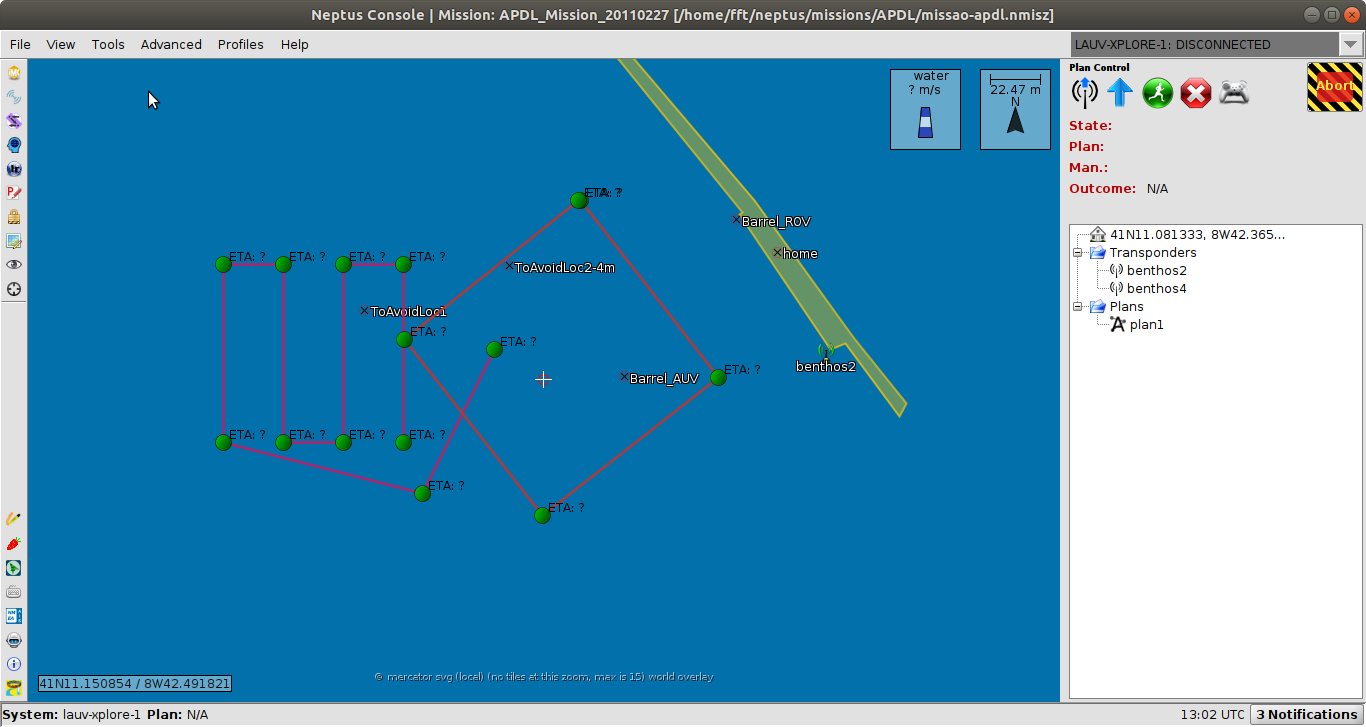 Neptus Console | Mission: APDL_Mission_20110227 [/home/fft/neptus/missions/APDL/missao-apdl.nmisz]
File View Tools Advanced Profiles Help
LAUV-XPLORE-1: DISCONNECTED
water
? m/s
22.47 m
N
Plan Control
Abort
State:
Plan:
Man.:
Outcome: N/A
41N11.081333, 8W42.365...
Transponders
benthos2
benthos4
Plans
plan1
ETA: ?
Barrel_ROV
home
ETA: ? ETA: ? ETA: ? ETA: ?
ToAvoidLoc2-4m
ToAvoidLoc1
ETA: ?
ETA: ?
benthos2
Barrel_AUV
ETA: ?
ETA: ? ETA: ? ETA: ? ETA: ?
ETA: ?
ETA: ?
© mercator svg (local) (no tiles at this zoom, max is 15) world overlay
41N11.150854 / 8W42.491821
System: lauv-xplore-1 Plan: N/A
13:02 UTC
3 Notifications